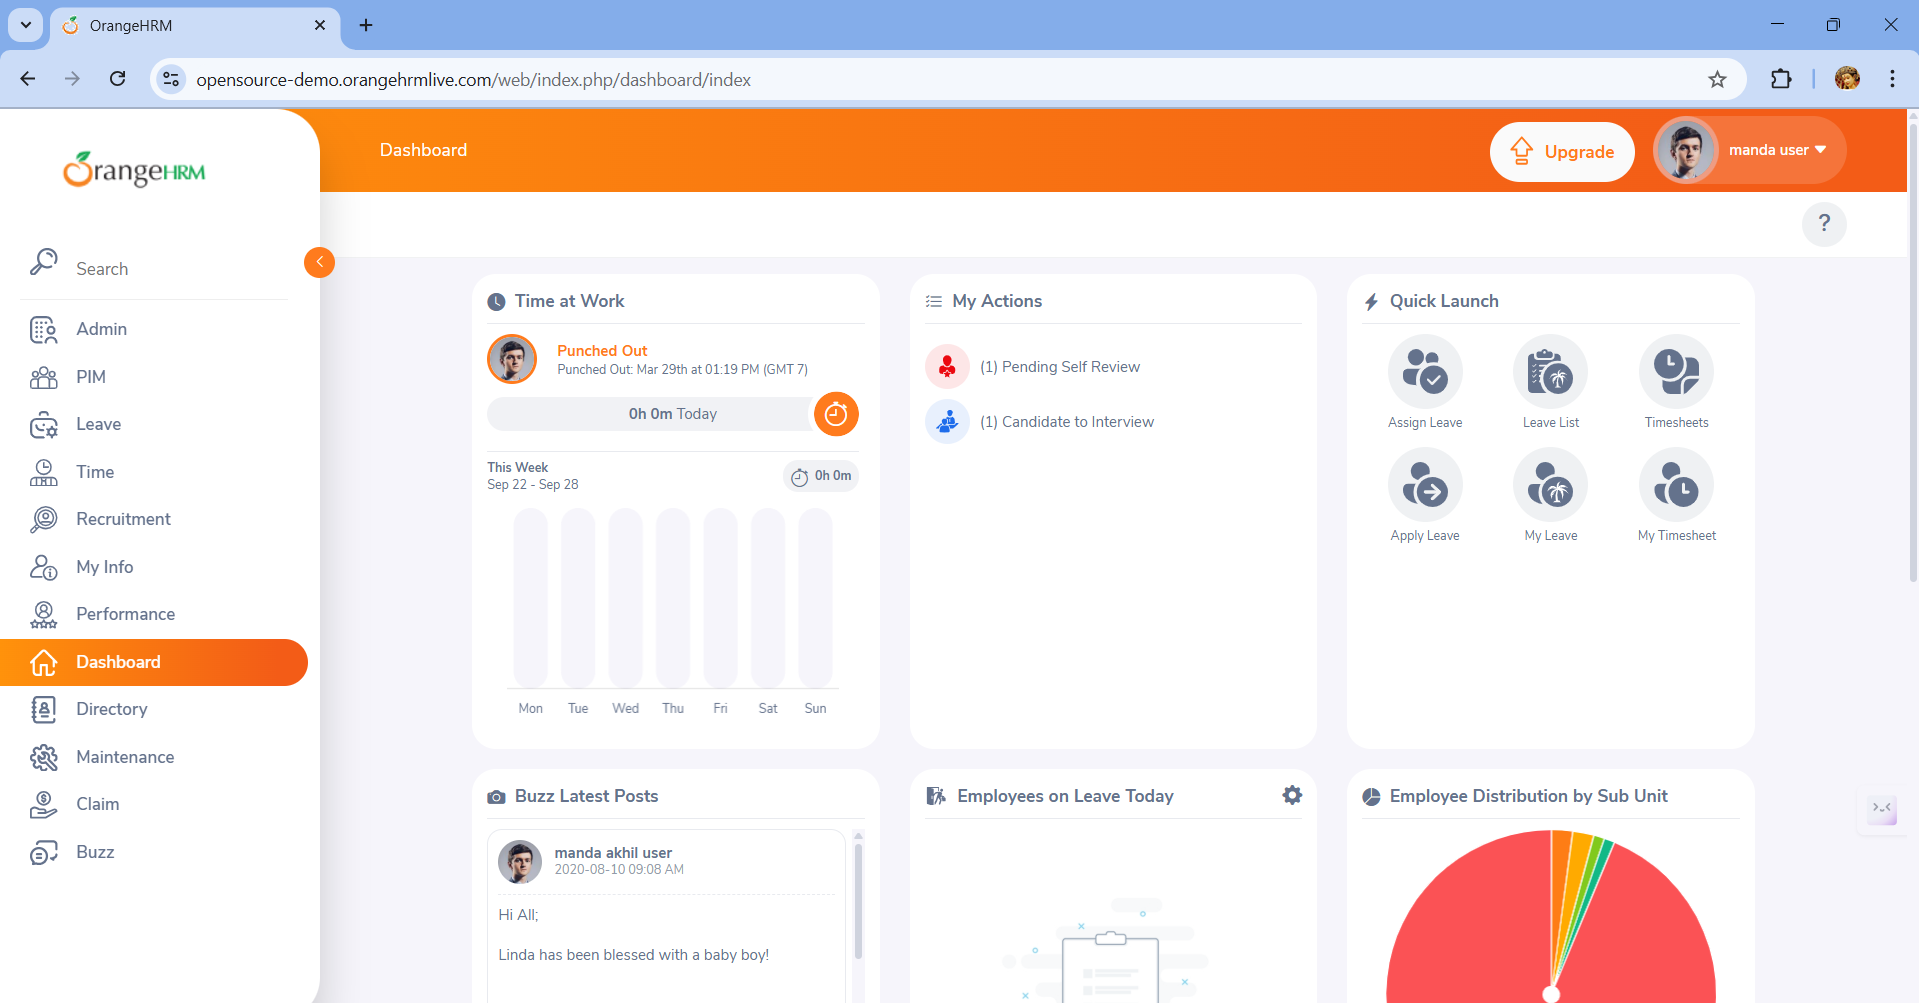 OrangeHRM
opensource-demo.orangehrmlive.com/web/index.php/dashboard/index
OrangeHRM
Dashboard
Upgrade
manda user
?
Search
Admin
PIM
Leave
Time
Recruitment
My Info
Performance
Dashboard
Directory
Maintenance
Claim
Buzz
Time at Work
Punched Out
Punched Out: Mar 29th at 01:19 PM (GMT 7)
0h 0m Today
This Week
Sep 22 - Sep 28
0h 0m
Mon Tue Wed Thu Fri Sat Sun
My Actions
(1) Pending Self Review
(1) Candidate to Interview
Quick Launch
Assign Leave
Leave List
Timesheets
Apply Leave
My Leave
My Timesheet
Buzz Latest Posts
manda akhil user
2020-08-10 09:08 AM
Hi All;
Linda has been blessed with a baby boy!
Employees on Leave Today
Employee Distribution by Sub Unit